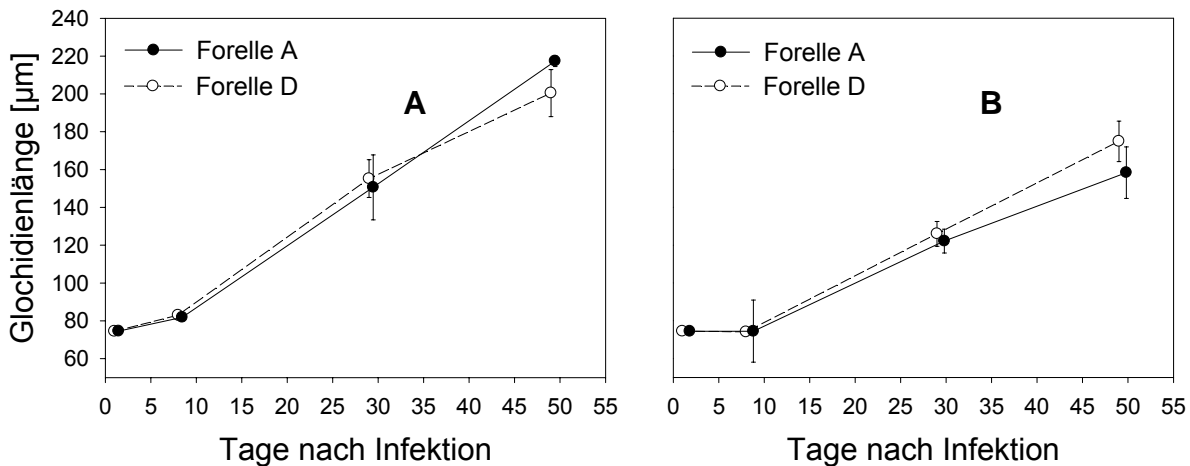 240
220
200
180
160
140
120
100
80
60
Glochidienlänge [µm]
Forelle A
Forelle D
A
0 5 10 15 20 25 30 35 40 45 50 55
Tage nach Infektion
Forelle A
Forelle D
B
0 5 10 15 20 25 30 35 40 45 50 55
Tage nach Infektion